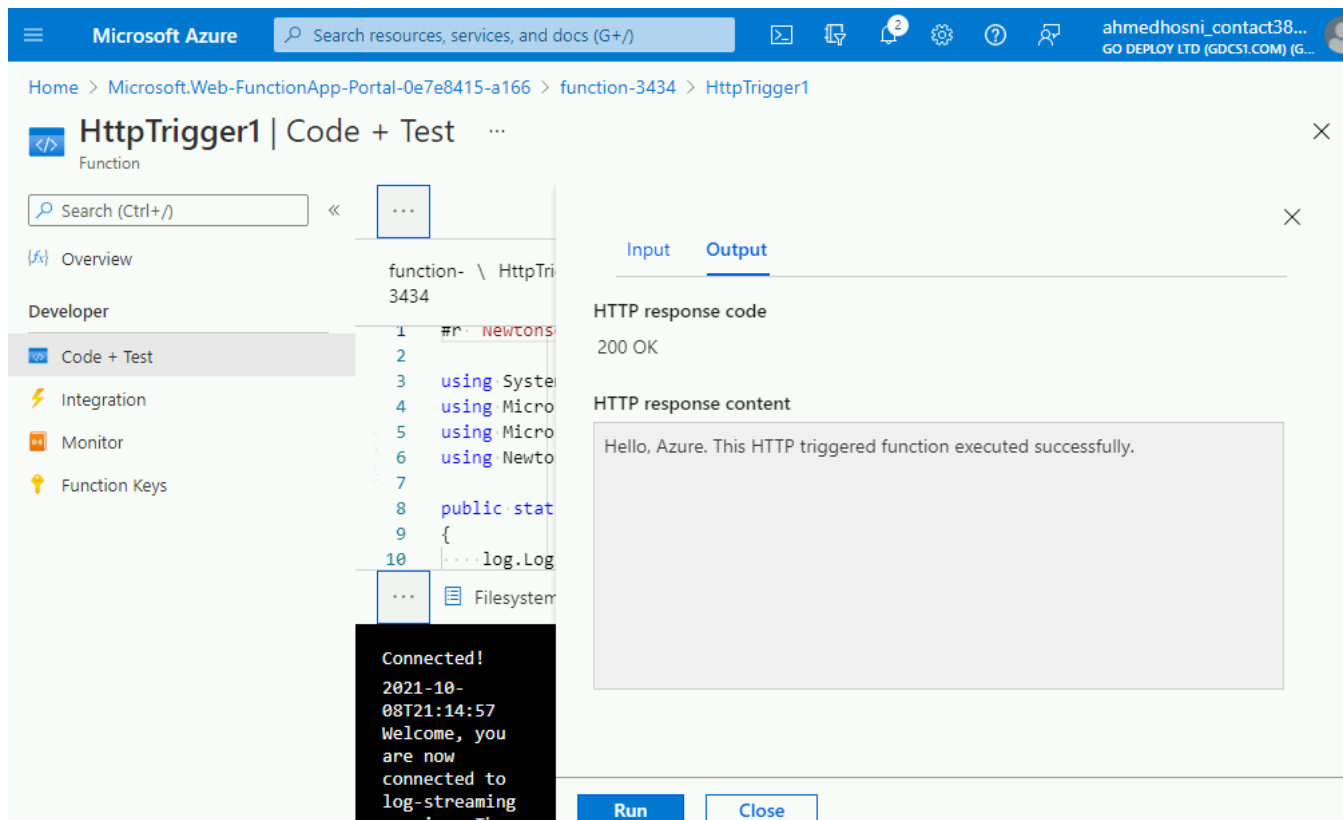 Microsoft Azure
Search resources, services, and docs (G+/)
2
ahmedhosni_contact38...
GO DEPLOY LTD (GDCS1.COM) (G...
Home > Microsoft.Web-FunctionApp-Portal-0e7e8415-a166 > function-3434 > HttpTrigger1
HttpTrigger1 | Code + Test ...
Function
Search (Ctrl+/)
«
Overview
Developer
Code + Test
Integration
Monitor
Function Keys
...
function- \ HttpTri
3434
1 #r "Newtons
2
3 using System
4 using Micro
5 using Micro
6 using Newto
7
8 public stat
9 {
10 log.Log
... Filesystem
Connected!
2021-10-
08T21:14:57
Welcome, you
are now
connected to
log-streaming
Input Output
HTTP response code
200 OK
HTTP response content
Hello, Azure. This HTTP triggered function executed successfully.
Run Close